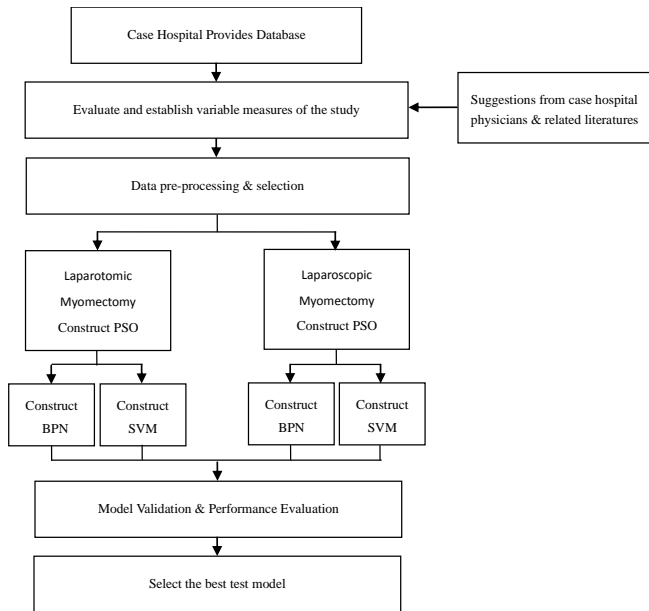 Case Hospital Provides Database
Evaluate and establish variable measures of the study
Suggestions from case hospital
physicians & related literatures
Data pre-processing & selection
Laparotomic
Myomectomy
Construct PSO
Laparoscopic
Myomectomy
Construct PSO
Construct
BPN
Construct
SVM
Construct
BPN
Construct
SVM
Model Validation & Performance Evaluation
Select the best test model